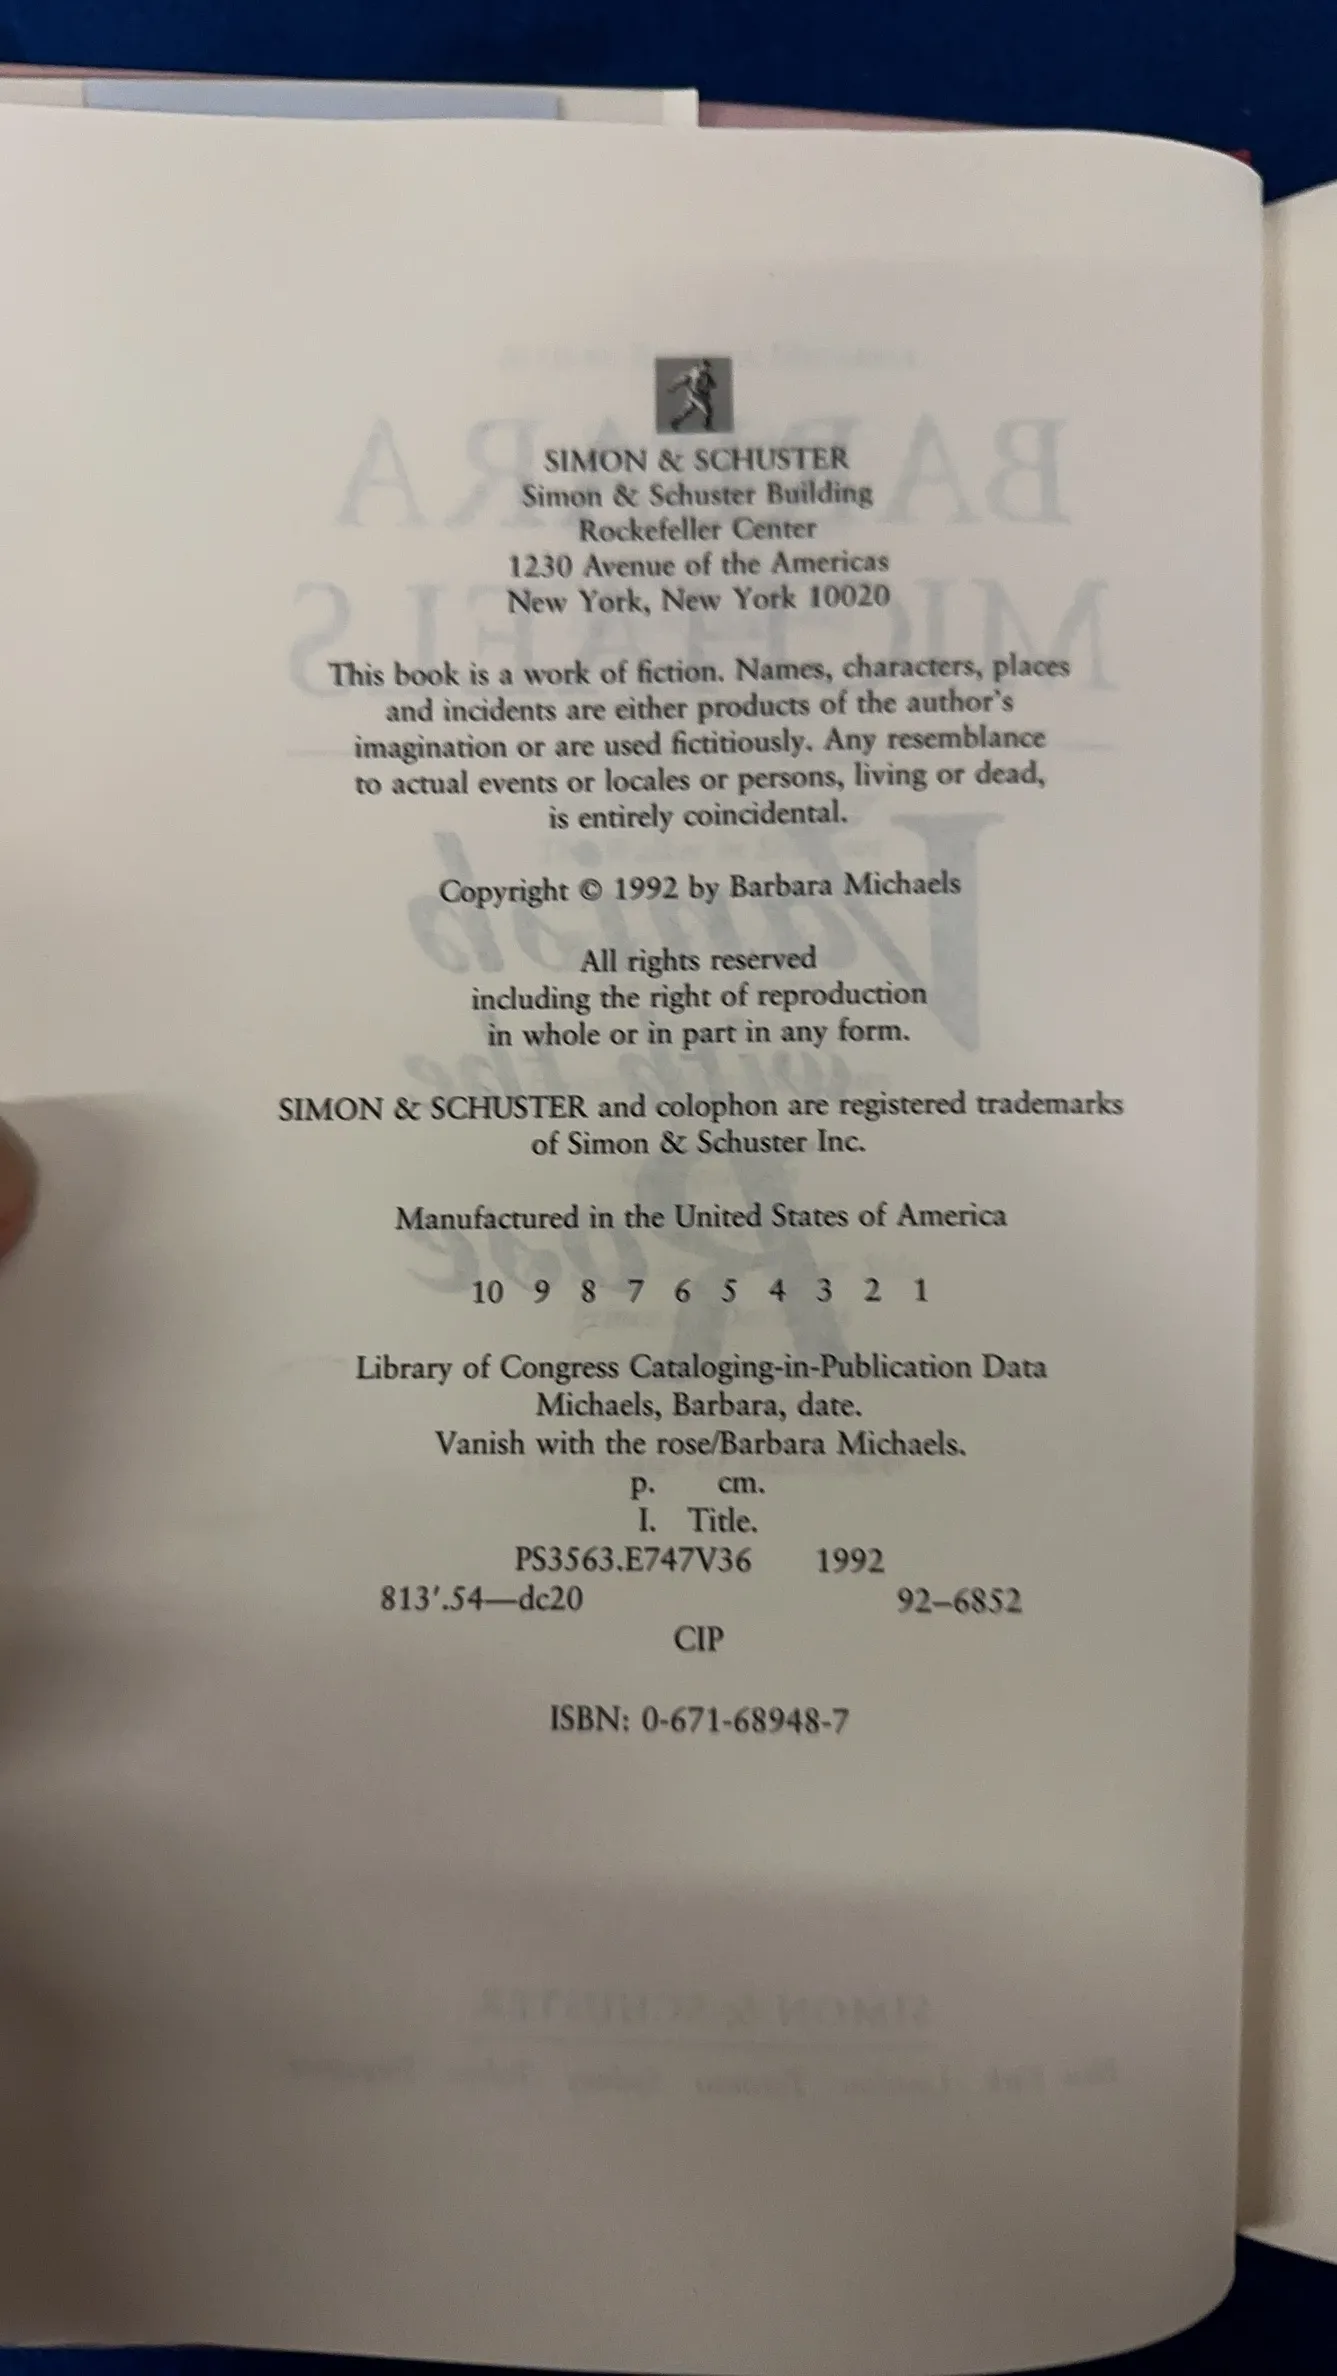 SIMON & SCHUSTER
Simon & Schuster Building
Rockefeller Center
1230 Avenue of the Americas
New York, New York 10020
This book is a work of fiction. Names, characters, places
and incidents are either products of the author's
imagination or are used fictitiously. Any resemblance
to actual events or locales or persons, living or dead,
is entirely coincidental.
Copyright © 1992 by Barbara Michaels
All rights reserved
including the right of reproduction
in whole or in part in any form.
SIMON & SCHUSTER and colophon are registered trademarks
of Simon & Schuster Inc.
Manufactured in the United States of America
10 9 8 7 6 5 4 3 2 1
Library of Congress Cataloging-in-Publication Data
Michaels, Barbara, date.
Vanish with the rose/Barbara Michaels.
p. cm.
I. Title.
PS3563.E747V36 1992
813'.54—dc20 92–6852
CIP
ISBN: 0-671-68948-7